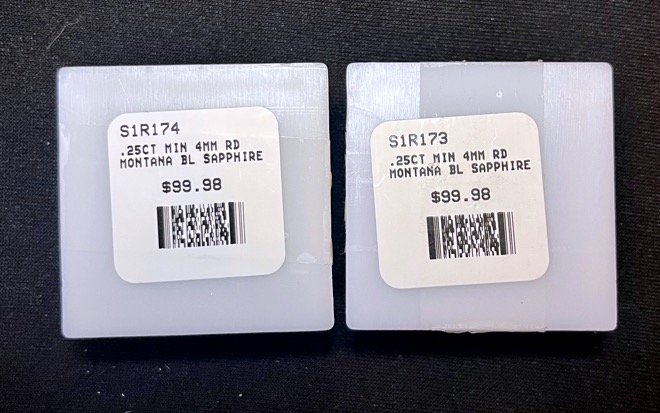 S1R174
.25CT MIN 4MM RD
MONTANA BL SAPPHIRE
$99.98
S1R173
.25CT MIN 4MM RD
MONTANA BL SAPPHIRE
$99.98